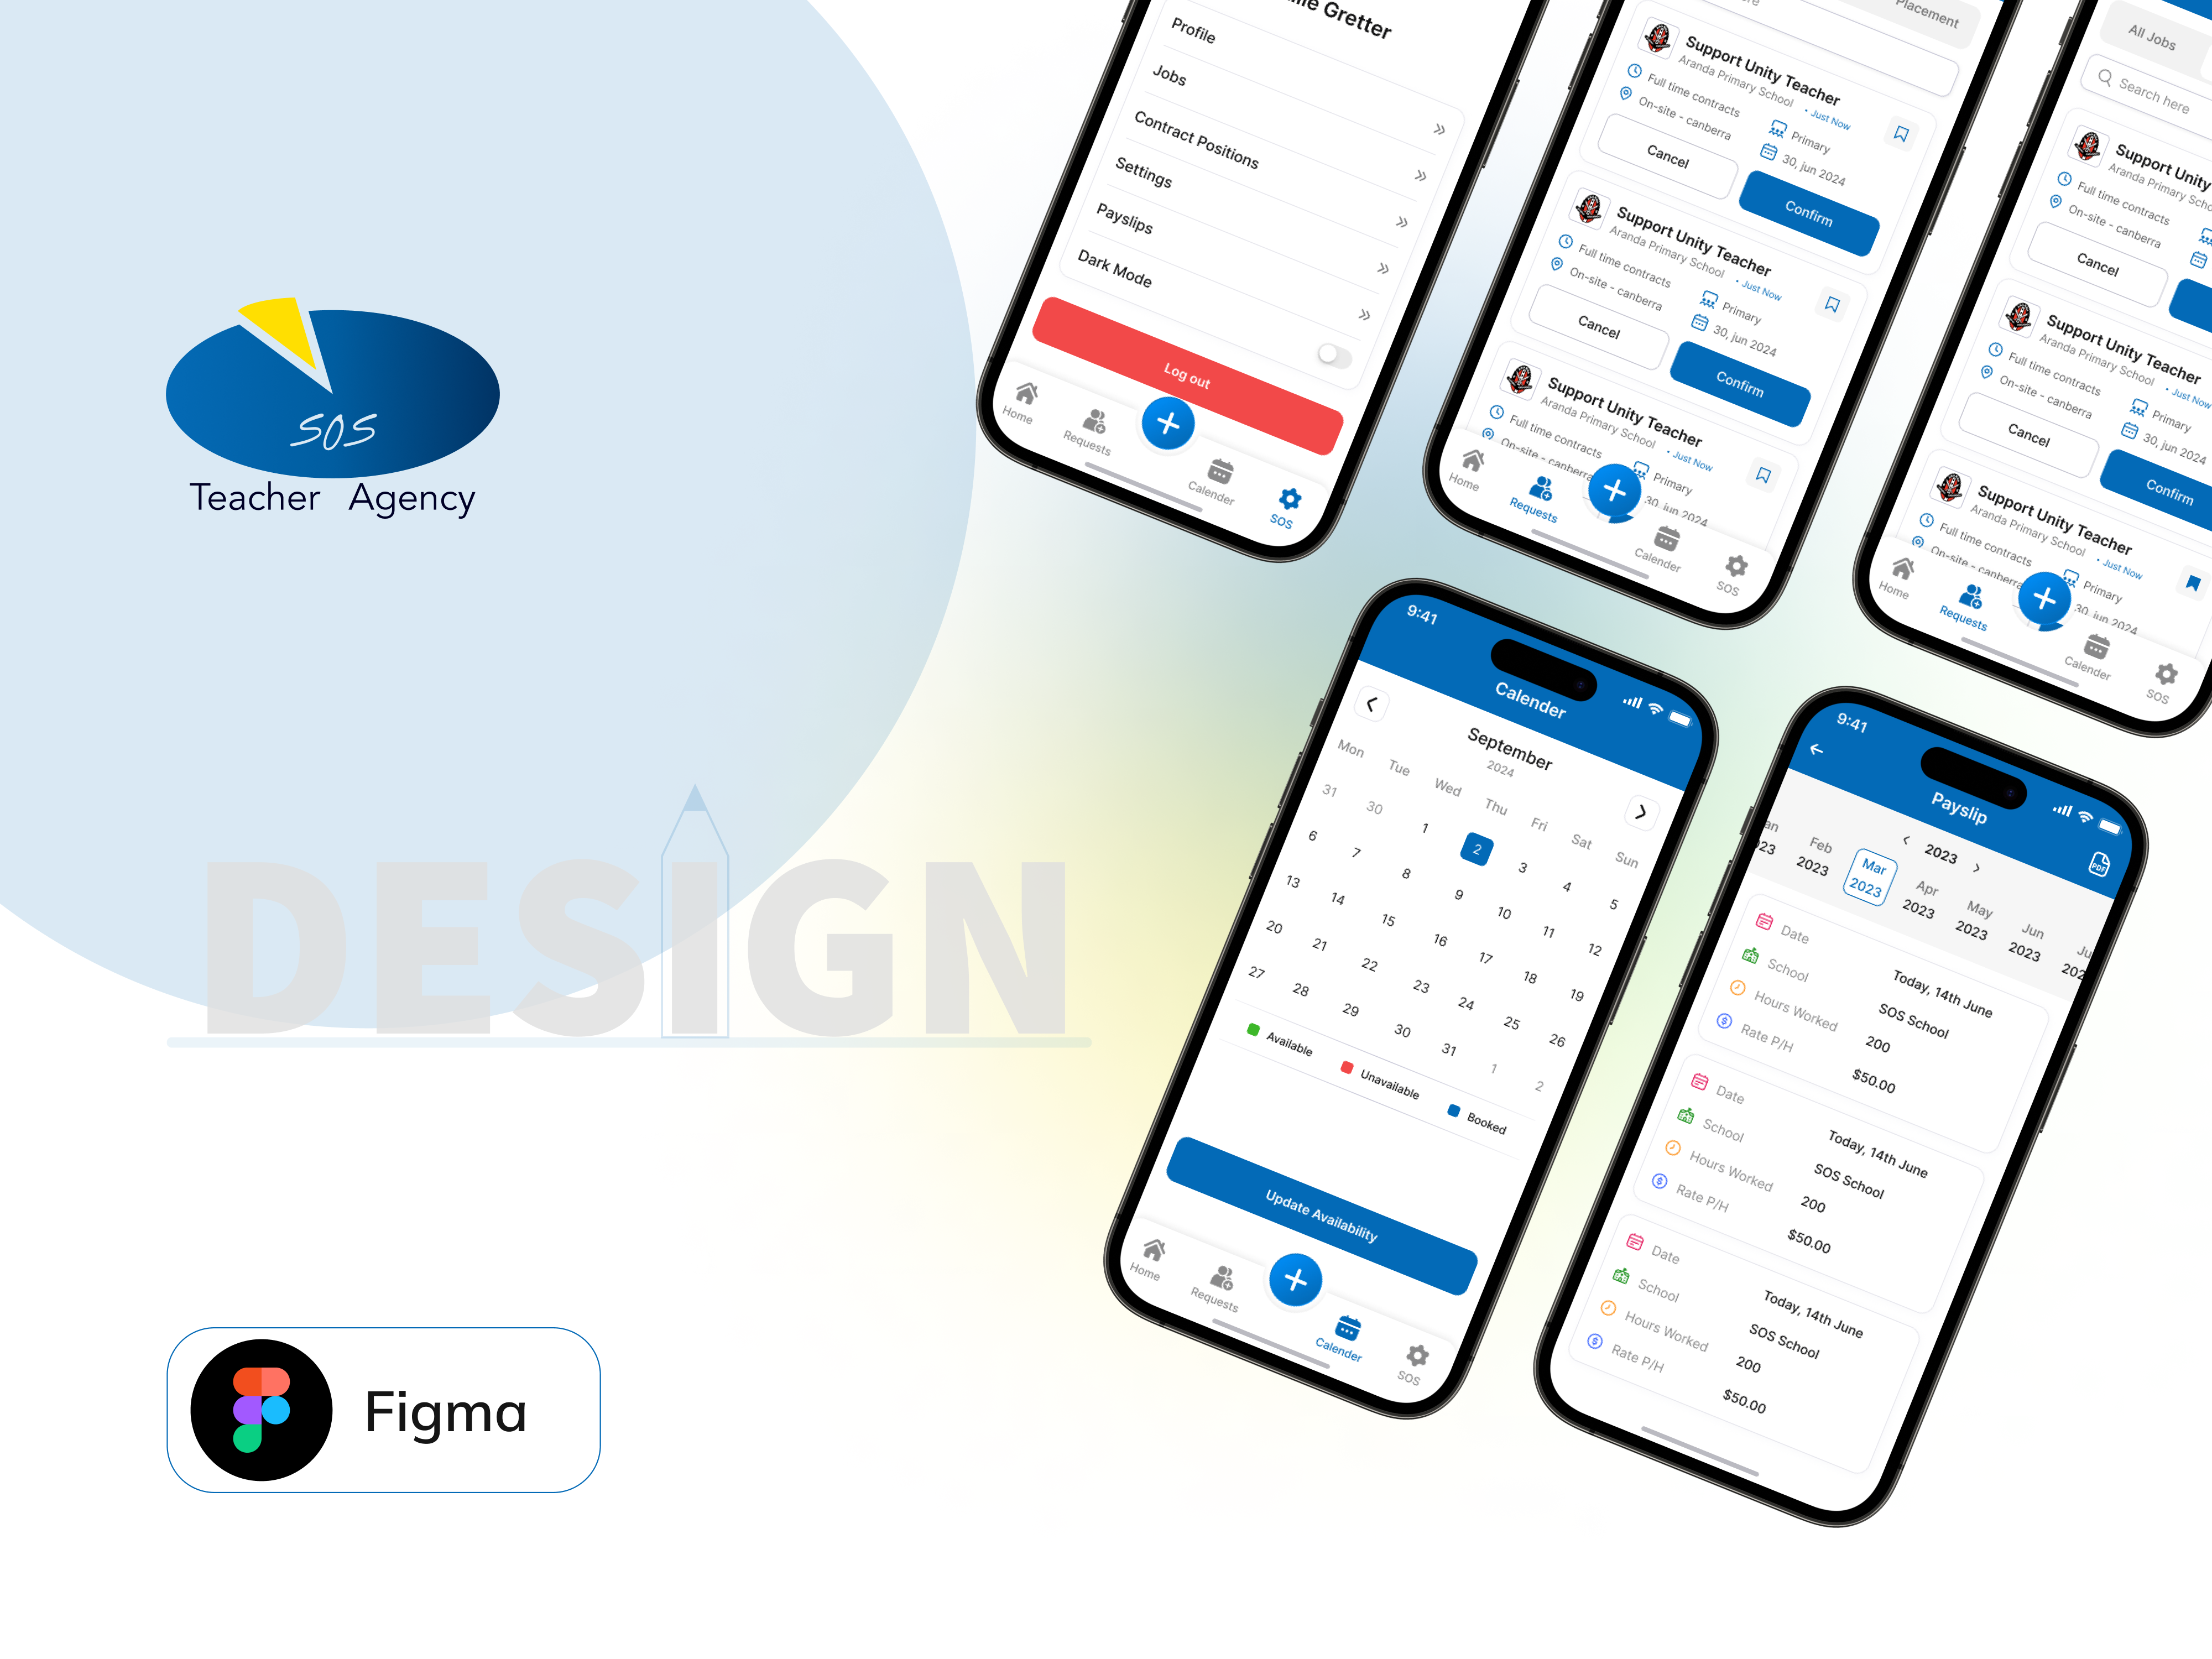 SOS
Teacher Agency
DESIGN
Figma
Gretter
Profile
Jobs
Contract Positions
Settings
Payslips
Dark Mode
Log out
Home
Requests
Calender
SOS
Placement
Support Unity Teacher
Aranda Primary School
• Just Now
Full time contracts
Primary
On-site - canberra
30, jun 2024
Cancel
Confirm
Support Unity Teacher
Aranda Primary School
• Just Now
Full time contracts
Primary
On-site - canberra
30, jun 2024
Cancel
Confirm
Support Unity Teacher
Aranda Primary School
• Just Now
Full time contracts
Primary
On-site - canberra
30, jun 2024
Home
Requests
Calender
SOS
All Jobs
Search here
Support Unity
Aranda Primary
Full time contracts
On-site - canberra
Cancel
Support Unity Teacher
Aranda Primary School
• Just Now
Full time contracts
Primary
On-site - canberra
30, jun 2024
Cancel
Confirm
Support Unity Teacher
Aranda Primary School
• Just Now
Full time contracts
Primary
On-site - canberra
30, jun 2024
Home
Requests
Calender
SOS
9:41
Calender
September
2024
Mon Tue Wed Thu Fri Sat Sun
31 30 1 2 3 4 5
6 7 8 9 10 11 12
13 14 15 16 17 18 19
20 21 22 23 24 25 26
27 28 29 30 31 1 2
Available Unavailable Booked
Update Availability
Home
Requests
Calender
SOS
9:41
Payslip
PDF
< 2023 >
Feb Mar Apr May Jun
2023 2023 2023 2023 2023
Date Today, 14th June
School SOS School
Hours Worked 200
Rate P/H $50.00
Date Today, 14th June
School SOS School
Hours Worked 200
Rate P/H $50.00
Date Today, 14th June
School SOS School
Hours Worked 200
Rate P/H $50.00